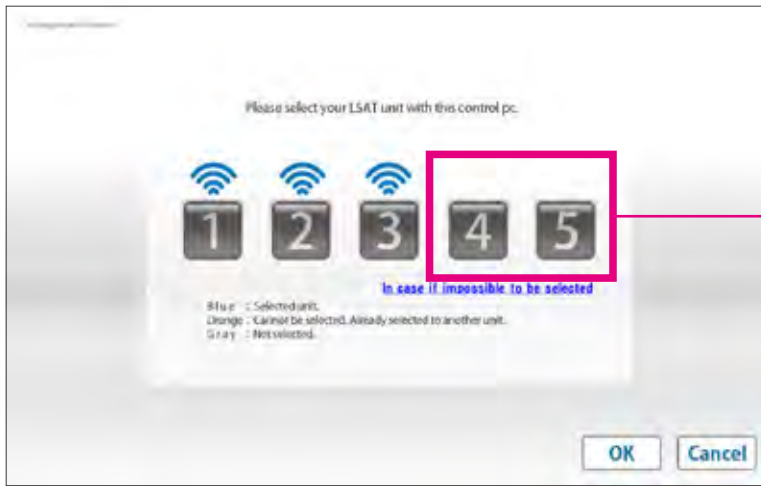 Please select your LSAT unit with this control pc.
1 2 3 4 5
In case if impossible to be selected
Blue : Selected unit.
Orange : Cannot be selected. Already selected to another unit.
Gray : Not selected.
OK Cancel